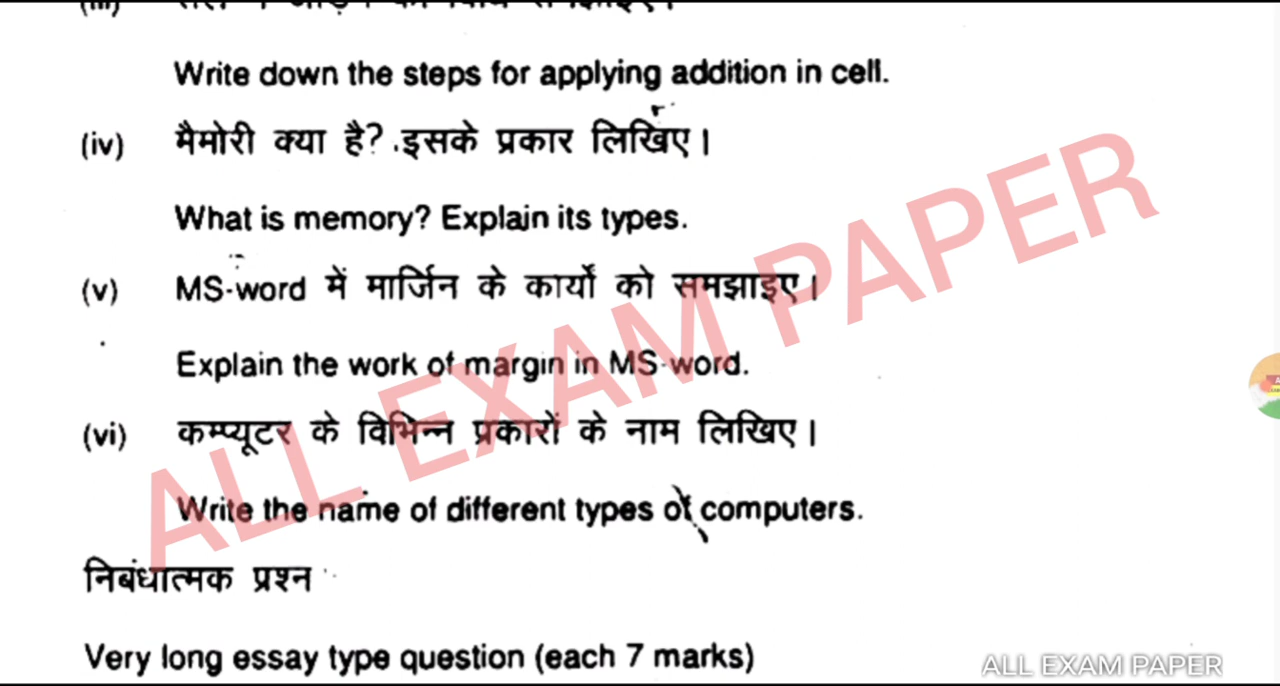 (iii)
Write down the steps for applying addition in cell.
(iv) मैमोरी क्या है? इसके प्रकार लिखिए।
What is memory? Explain its types.
(v) MS-word में मार्जिन के कार्यों को समझाइए।
Explain the work of margin in MS-word.
(vi) कम्प्यूटर के विभिन्न प्रकारों के नाम लिखिए।
Write the name of different types of computers.
निबंधात्मक प्रश्न
Very long essay type question (each 7 marks)
ALL EXAM PAPER
ALL EXAM PAPER